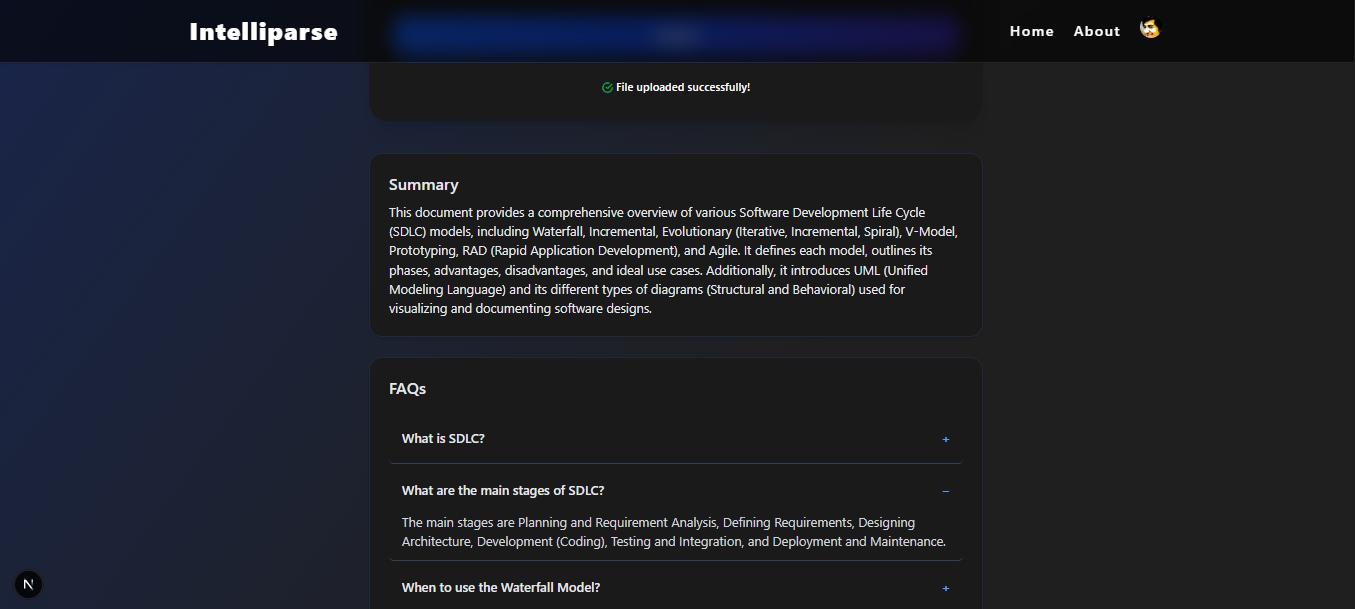 Intelliparse
Home About
File uploaded successfully!
Summary
This document provides a comprehensive overview of various Software Development Life Cycle
(SDLC) models, including Waterfall, Incremental, Evolutionary (Iterative, Incremental, Spiral), V-Model,
Prototyping, RAD (Rapid Application Development), and Agile. It defines each model, outlines its
phases, advantages, disadvantages, and ideal use cases. Additionally, it introduces UML (Unified
Modeling Language) and its different types of diagrams (Structural and Behavioral) used for
visualizing and documenting software designs.
FAQs
What is SDLC? +
What are the main stages of SDLC? −
The main stages are Planning and Requirement Analysis, Defining Requirements, Designing
Architecture, Development (Coding), Testing and Integration, and Deployment and Maintenance.
When to use the Waterfall Model? +
N